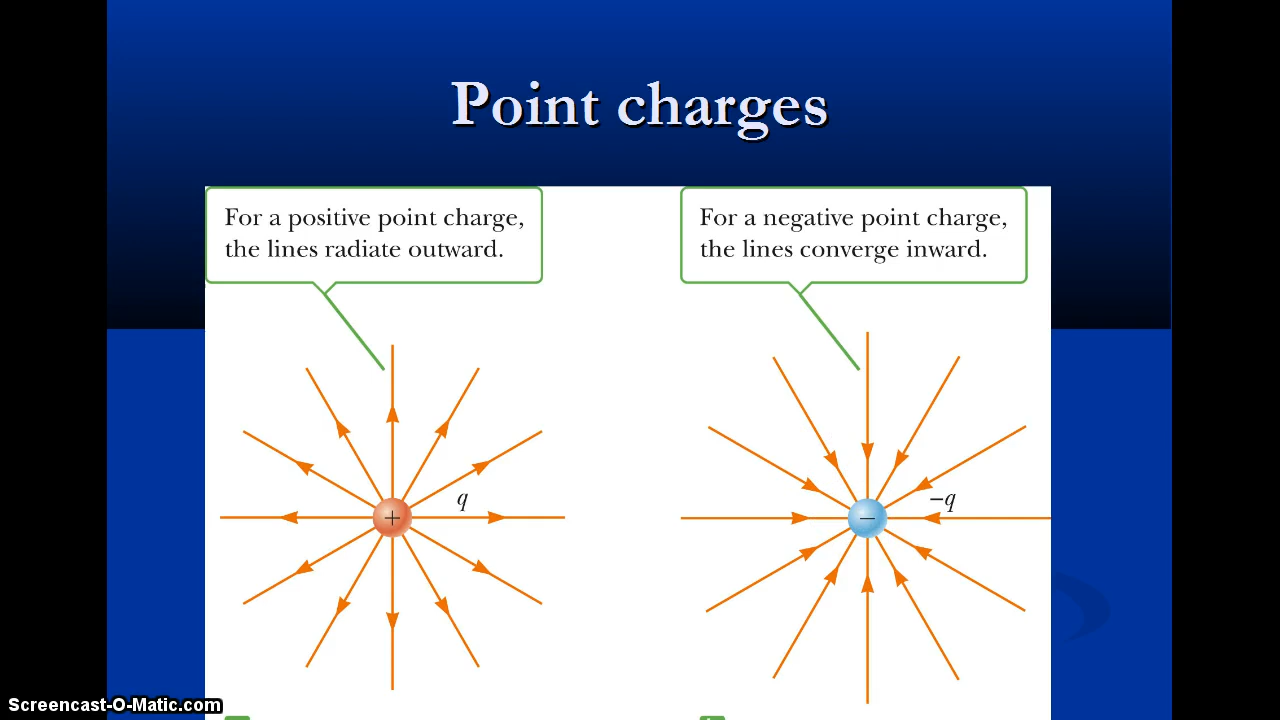 Point charges
For a positive point charge,
the lines radiate outward.
For a negative point charge,
the lines converge inward.
+
q
−
−q
Screencast-O-Matic.com